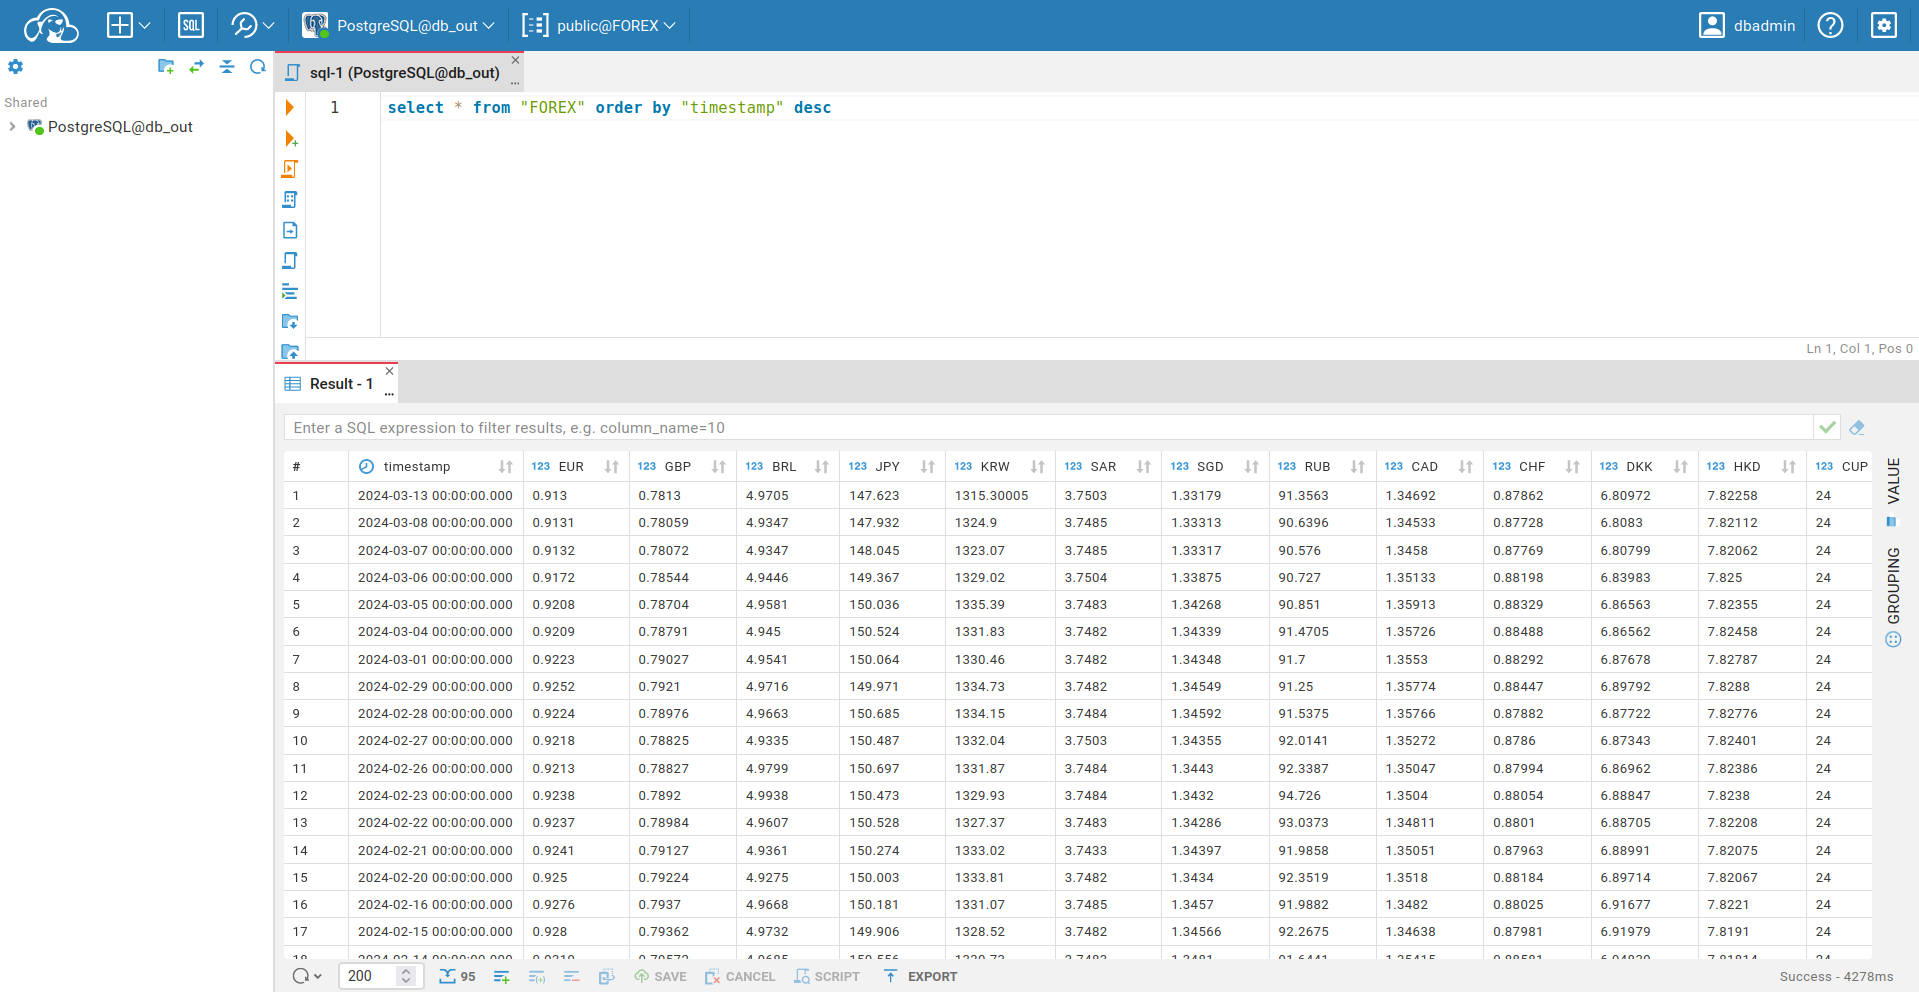 SQL PostgreSQL@db_out public@FOREX dbadmin
sql-1 (PostgreSQL@db_out)
Shared
PostgreSQL@db_out
1 select * from "FOREX" order by "timestamp" desc
Ln 1, Col 1, Pos 0
Result - 1
Enter a SQL expression to filter results, e.g. column_name=10
# timestamp 123 EUR 123 GBP 123 BRL 123 JPY 123 KRW 123 SAR 123 SGD 123 RUB 123 CAD 123 CHF 123 DKK 123 HKD 123 CUP
1 2024-03-13 00:00:00.000 0.913 0.7813 4.9705 147.623 1315.30005 3.7503 1.33179 91.3563 1.34692 0.87862 6.80972 7.82258 24
2 2024-03-08 00:00:00.000 0.9131 0.78059 4.9347 147.932 1324.9 3.7485 1.33313 90.6396 1.34533 0.87728 6.8083 7.82112 24
3 2024-03-07 00:00:00.000 0.9132 0.78072 4.9347 148.045 1323.07 3.7485 1.33317 90.576 1.3458 0.87769 6.80799 7.82062 24
4 2024-03-06 00:00:00.000 0.9172 0.78544 4.9446 149.367 1329.02 3.7504 1.33875 90.727 1.35133 0.88198 6.83983 7.825 24
5 2024-03-05 00:00:00.000 0.9208 0.78704 4.9581 150.036 1335.39 3.7483 1.34268 90.851 1.35913 0.88329 6.86563 7.82355 24
6 2024-03-04 00:00:00.000 0.9209 0.78791 4.945 150.524 1331.83 3.7482 1.34339 91.4705 1.35726 0.88488 6.86562 7.82458 24
7 2024-03-01 00:00:00.000 0.9223 0.79027 4.9541 150.064 1330.46 3.7482 1.34348 91.7 1.3553 0.88292 6.87678 7.82787 24
8 2024-02-29 00:00:00.000 0.9252 0.7921 4.9716 149.971 1334.73 3.7482 1.34549 91.25 1.35774 0.88447 6.89792 7.8288 24
9 2024-02-28 00:00:00.000 0.9224 0.78976 4.9663 150.685 1334.15 3.7484 1.34592 91.5375 1.35766 0.87882 6.87722 7.82776 24
10 2024-02-27 00:00:00.000 0.9218 0.78825 4.9335 150.487 1332.04 3.7503 1.34355 92.0141 1.35272 0.8786 6.87343 7.82401 24
11 2024-02-26 00:00:00.000 0.9213 0.78827 4.9799 150.697 1331.87 3.7484 1.3443 92.3387 1.35047 0.87994 6.86962 7.82386 24
12 2024-02-23 00:00:00.000 0.9238 0.7892 4.9938 150.473 1329.93 3.7484 1.3432 94.726 1.3504 0.88054 6.88847 7.8238 24
13 2024-02-22 00:00:00.000 0.9237 0.78984 4.9607 150.528 1327.37 3.7483 1.34286 93.0373 1.34811 0.8801 6.88705 7.82208 24
14 2024-02-21 00:00:00.000 0.9241 0.79127 4.9361 150.274 1333.02 3.7433 1.34397 91.9858 1.35051 0.87963 6.88991 7.82075 24
15 2024-02-20 00:00:00.000 0.925 0.79224 4.9275 150.003 1333.81 3.7482 1.3434 92.3519 1.3518 0.88184 6.89714 7.82067 24
16 2024-02-16 00:00:00.000 0.9276 0.7937 4.9668 150.181 1331.07 3.7485 1.3457 91.9882 1.3482 0.88025 6.91677 7.8221 24
17 2024-02-15 00:00:00.000 0.928 0.79362 4.9732 149.906 1328.52 3.7482 1.34566 92.2675 1.34638 0.87981 6.91979 7.8191 24
VALUE
GROUPING
200 95 SAVE CANCEL SCRIPT EXPORT Success - 4278ms